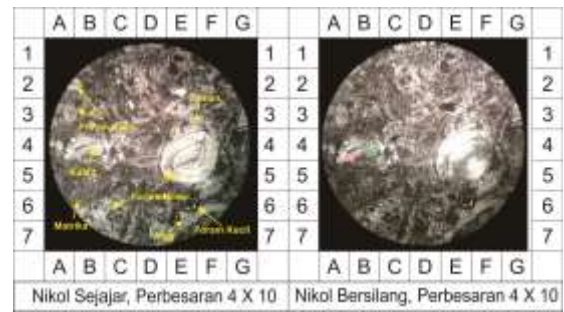 A B C D E F G A B C D E F G
1 1 1 1
2 2 2 2
3 3 3 3
4 4 4 4
5 5 5 5
6 6 6 6
7 7 7 7
Foram Kecil
A B C D E F G A B C D E F G
Nikol Sejajar, Perbesaran 4 X 10 Nikol Bersilang, Perbesaran 4 X 10